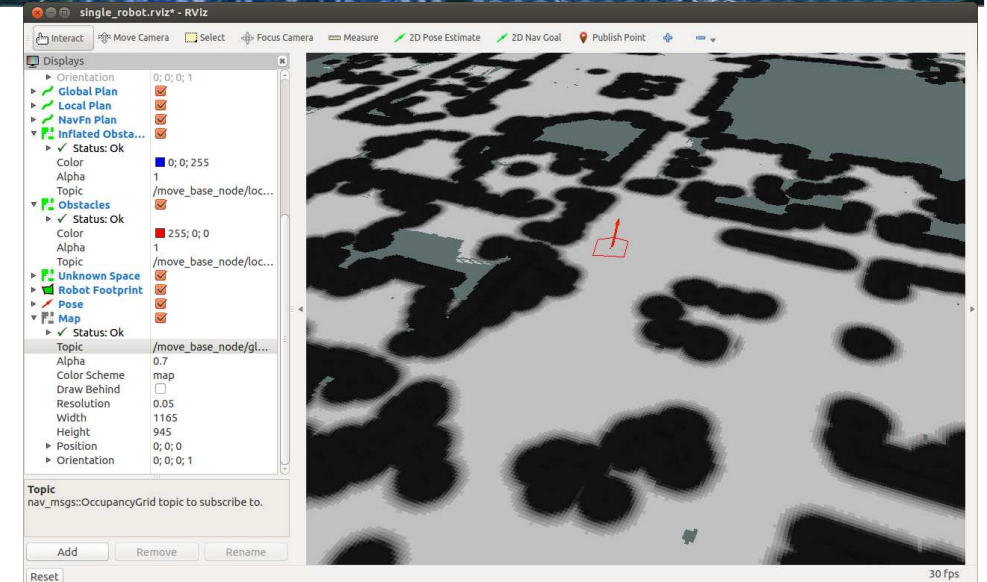 single_robot.rviz* - RViz
Interact Move Camera Select Focus Camera Measure 2D Pose Estimate 2D Nav Goal Publish Point
Displays
Orientation 0; 0; 0; 1
Global Plan
Local Plan
NavFn Plan
Inflated Obsta...
Status: Ok
Color 0; 0; 255
Alpha 1
Topic /move_base_node/loc...
Obstacles
Status: Ok
Color 255; 0; 0
Alpha 1
Topic /move_base_node/loc...
Unknown Space
Robot Footprint
Pose
Map
Status: Ok
Topic /move_base_node/gl...
Alpha 0.7
Color Scheme map
Draw Behind
Resolution 0.05
Width 1165
Height 945
Position 0; 0; 0
Orientation 0; 0; 0; 1
Topic
nav_msgs::OccupancyGrid topic to subscribe to.
Add Remove Rename
Reset 30 fps